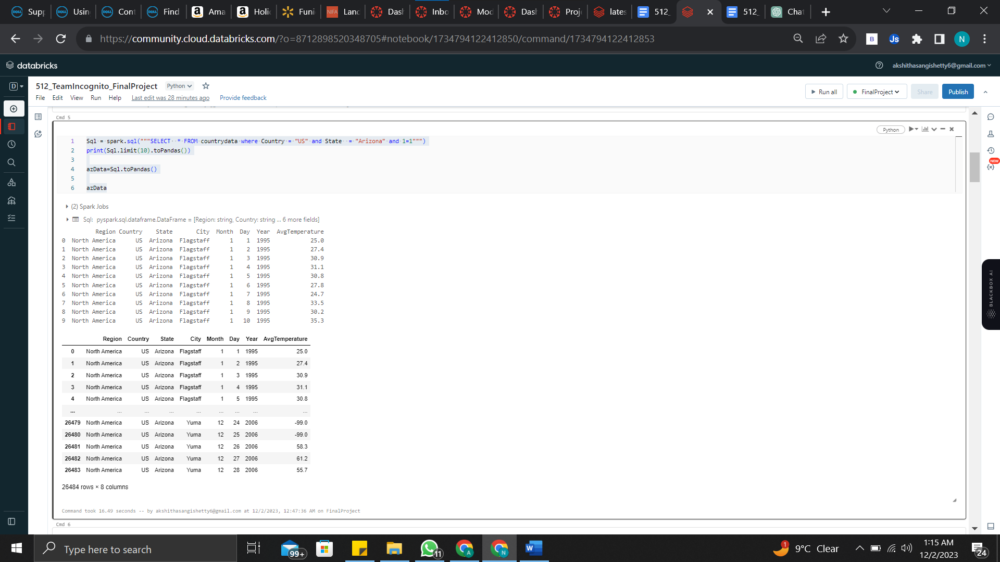 Supp Usin Cont Find Ama Holic Funi Lanc Dash Inbo Mod Dash Proje lates 512_ 512_ Chat
https://community.cloud.databricks.com/?o=8712898520348705#notebook/1734794122412850/command/1734794122412853
B Js N
databricks akshithasangishetty6@gmail.com
D 512_TeamIncognito_FinalProject Python
File Edit View Run Help Last edit was 28 minutes ago Provide feedback Run all FinalProject Share Publish
Cmd 5
Python
1 Sql = spark.sql("""SELECT * FROM countrydata where Country = "US" and State = "Arizona" and 1=1""")
2 print(Sql.limit(10).toPandas())
3
4 azData=Sql.toPandas()
5
6 azData
NEW
(2) Spark Jobs
Sql: pyspark.sql.dataframe.DataFrame = [Region: string, Country: string ... 6 more fields]
Region Country State City Month Day Year AvgTemperature
0 North America US Arizona Flagstaff 1 1 1995 25.0
1 North America US Arizona Flagstaff 1 2 1995 27.4
2 North America US Arizona Flagstaff 1 3 1995 30.9
3 North America US Arizona Flagstaff 1 4 1995 31.1
4 North America US Arizona Flagstaff 1 5 1995 30.8
5 North America US Arizona Flagstaff 1 6 1995 27.8
6 North America US Arizona Flagstaff 1 7 1995 24.7
7 North America US Arizona Flagstaff 1 8 1995 33.5
8 North America US Arizona Flagstaff 1 9 1995 30.2
9 North America US Arizona Flagstaff 1 10 1995 35.3
BLACKBOX AI
Region Country State City Month Day Year AvgTemperature
0 North America US Arizona Flagstaff 1 1 1995 25.0
1 North America US Arizona Flagstaff 1 2 1995 27.4
2 North America US Arizona Flagstaff 1 3 1995 30.9
3 North America US Arizona Flagstaff 1 4 1995 31.1
4 North America US Arizona Flagstaff 1 5 1995 30.8
... ... ... ... ... ... ... ... ...
26479 North America US Arizona Yuma 12 24 2006 -99.0
26480 North America US Arizona Yuma 12 25 2006 -99.0
26481 North America US Arizona Yuma 12 26 2006 58.3
26482 North America US Arizona Yuma 12 27 2006 61.2
26483 North America US Arizona Yuma 12 28 2006 55.7
26484 rows × 8 columns
Command took 16.49 seconds -- by akshithasangishetty6@gmail.com at 12/2/2023, 12:47:36 AM on FinalProject
Cmd 6
Type here to search 99+ 11 A N W 1 9°C Clear 1:15 AM
12/2/2023 24